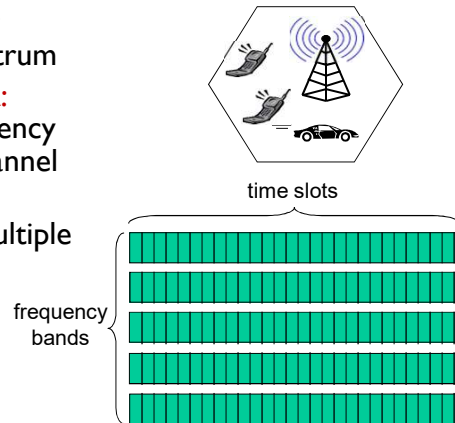 trum
:
ency
annel
ultiple
time slots
frequency
bands